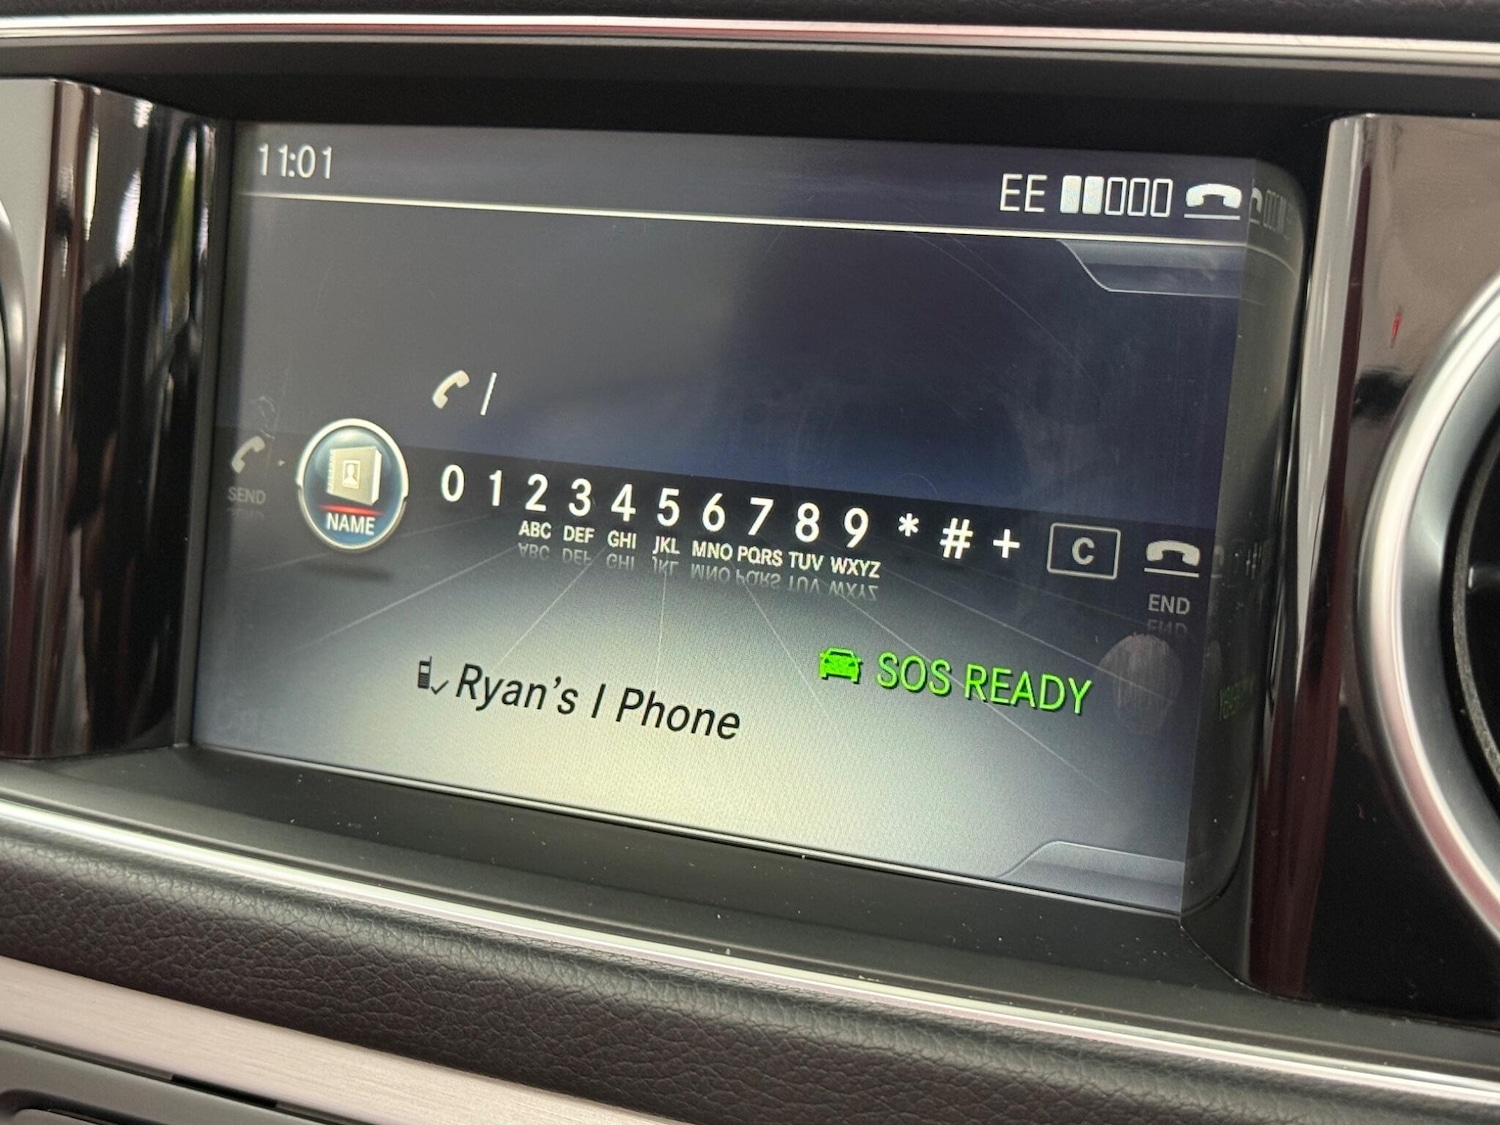 11:01
EE
SEND
NAME
0 1 2 3 4 5 6 7 8 9 * # + C
ABC DEF GHI JKL MNO PQRS TUV WXYZ
END
SOS READY
Ryan's I Phone